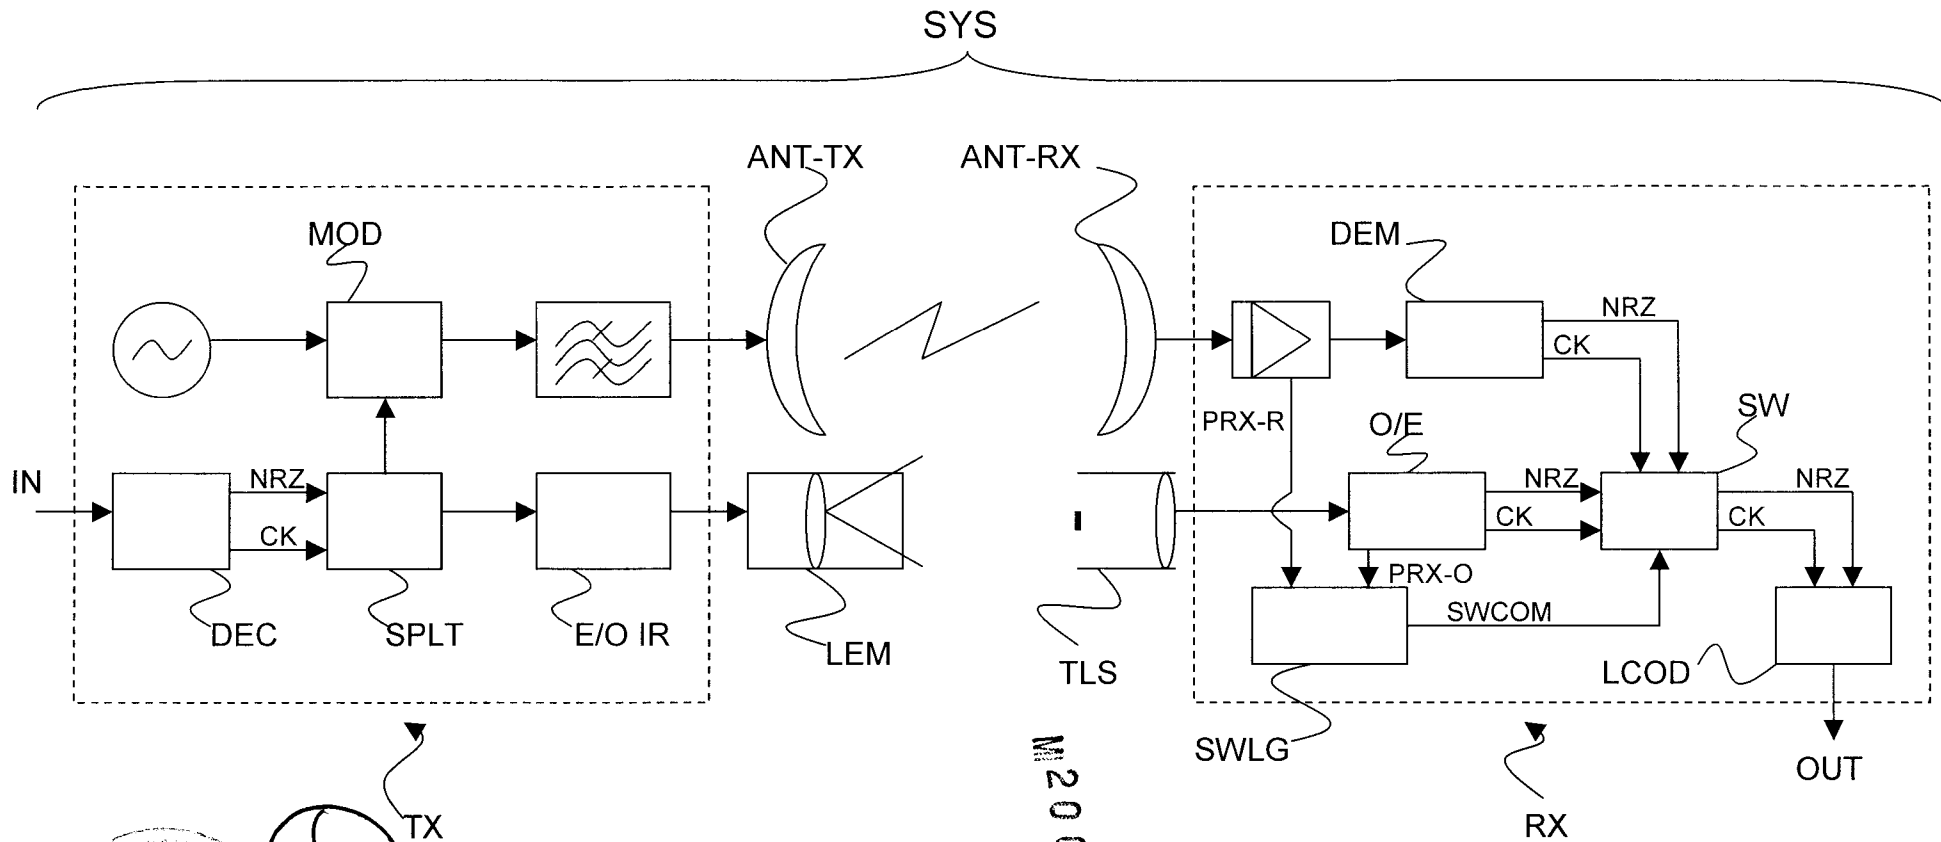 SYS
ANT-TX
ANT-RX
MOD
DEM
NRZ
CK
PRX-R
O/E
SW
IN
NRZ
CK
NRZ
CK
NRZ
CK
PRX-O
SWCOM
DEC
SPLT
E/O IR
LEM
TLS
LCOD
SWLG
OUT
TX
RX